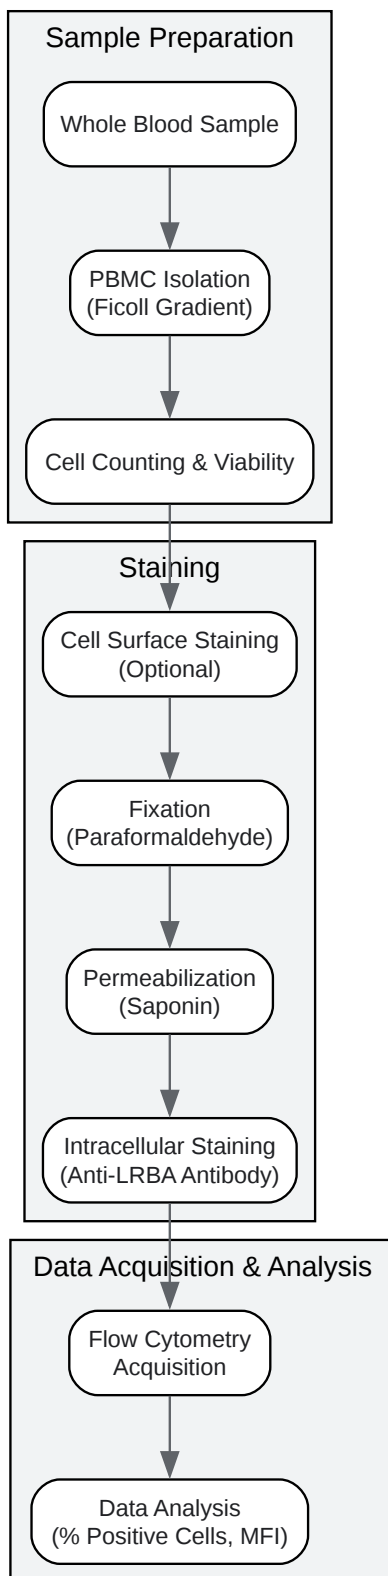 Sample Preparation
Whole Blood Sample
PBMC Isolation
(Ficoll Gradient)
Cell Counting & Viability
Staining
Cell Surface Staining
(Optional)
Fixation
(Paraformaldehyde)
Permeabilization
(Saponin)
Intracellular Staining
(Anti-LRBA Antibody)
Data Acquisition & Analysis
Flow Cytometry
Acquisition
Data Analysis
(% Positive Cells, MFI)